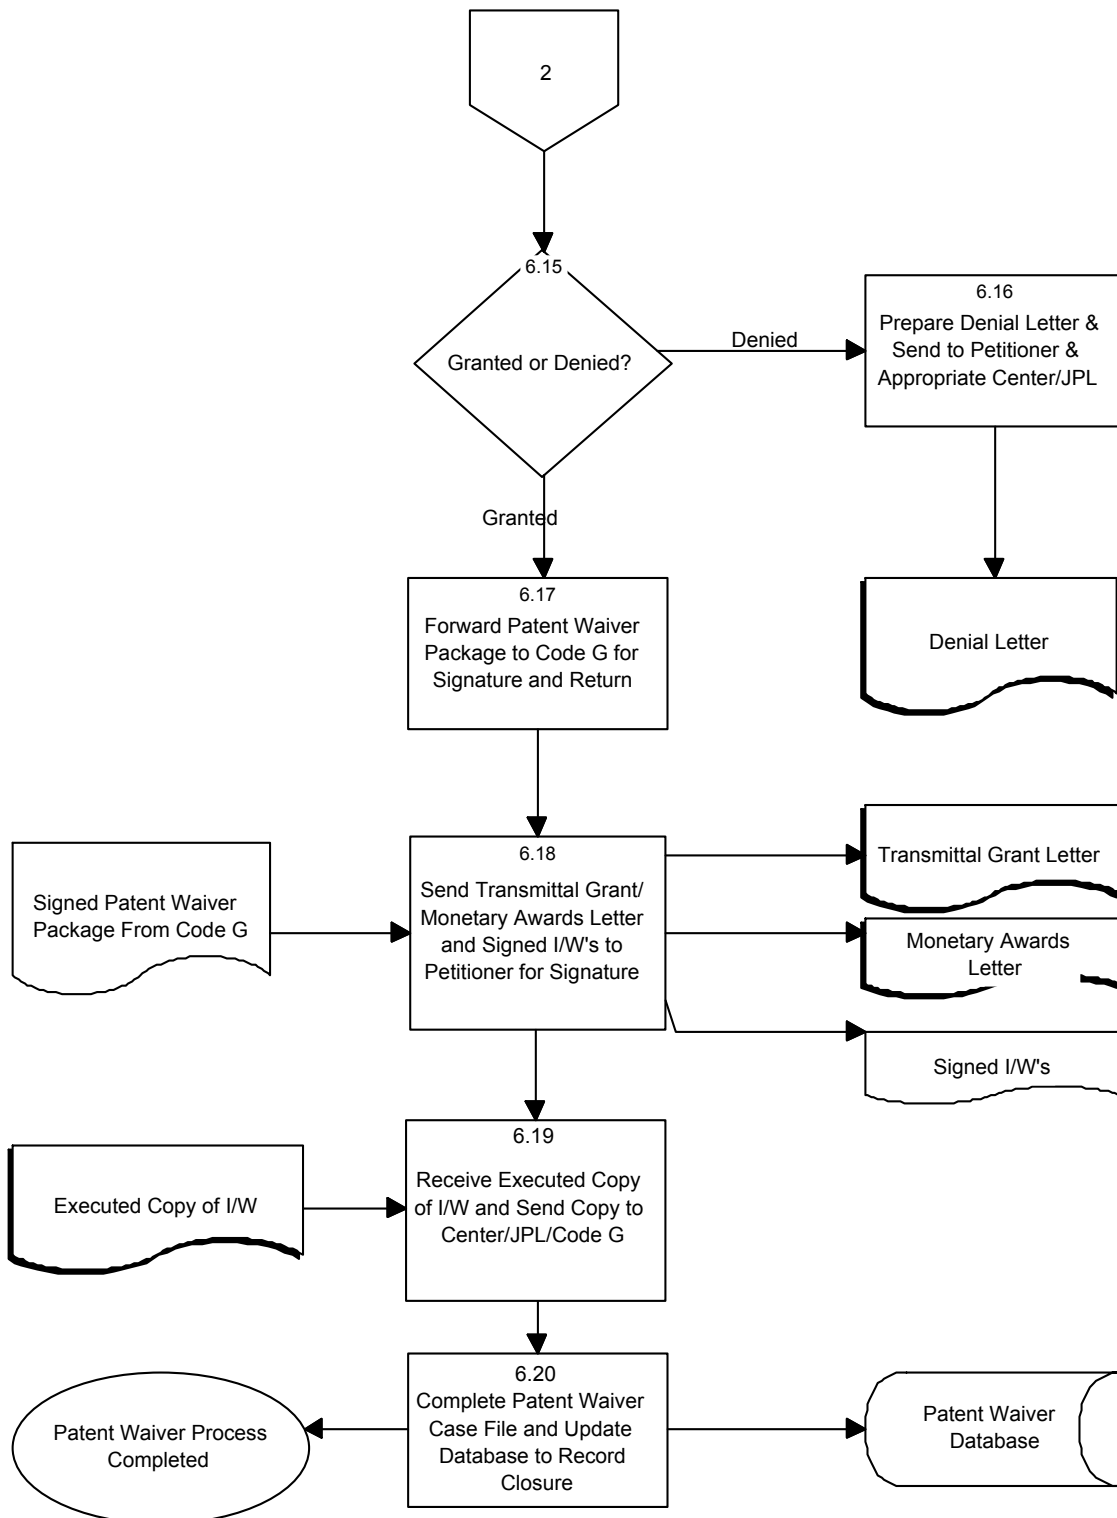 2
6.15
Granted or Denied?
Denied
6.16
Prepare Denial Letter &
Send to Petitioner &
Appropriate Center/JPL
Granted
6.17
Forward Patent Waiver
Package to Code G for
Signature and Return
Denial Letter
Signed Patent Waiver
Package From Code G
6.18
Send Transmittal Grant/
Monetary Awards Letter
and Signed I/W's to
Petitioner for Signature
Transmittal Grant Letter
Monetary Awards
Letter
Signed I/W's
Executed Copy of I/W
6.19
Receive Executed Copy
of I/W and Send Copy to
Center/JPL/Code G
Patent Waiver Process
Completed
6.20
Complete Patent Waiver
Case File and Update
Database to Record
Closure
Patent Waiver
Database